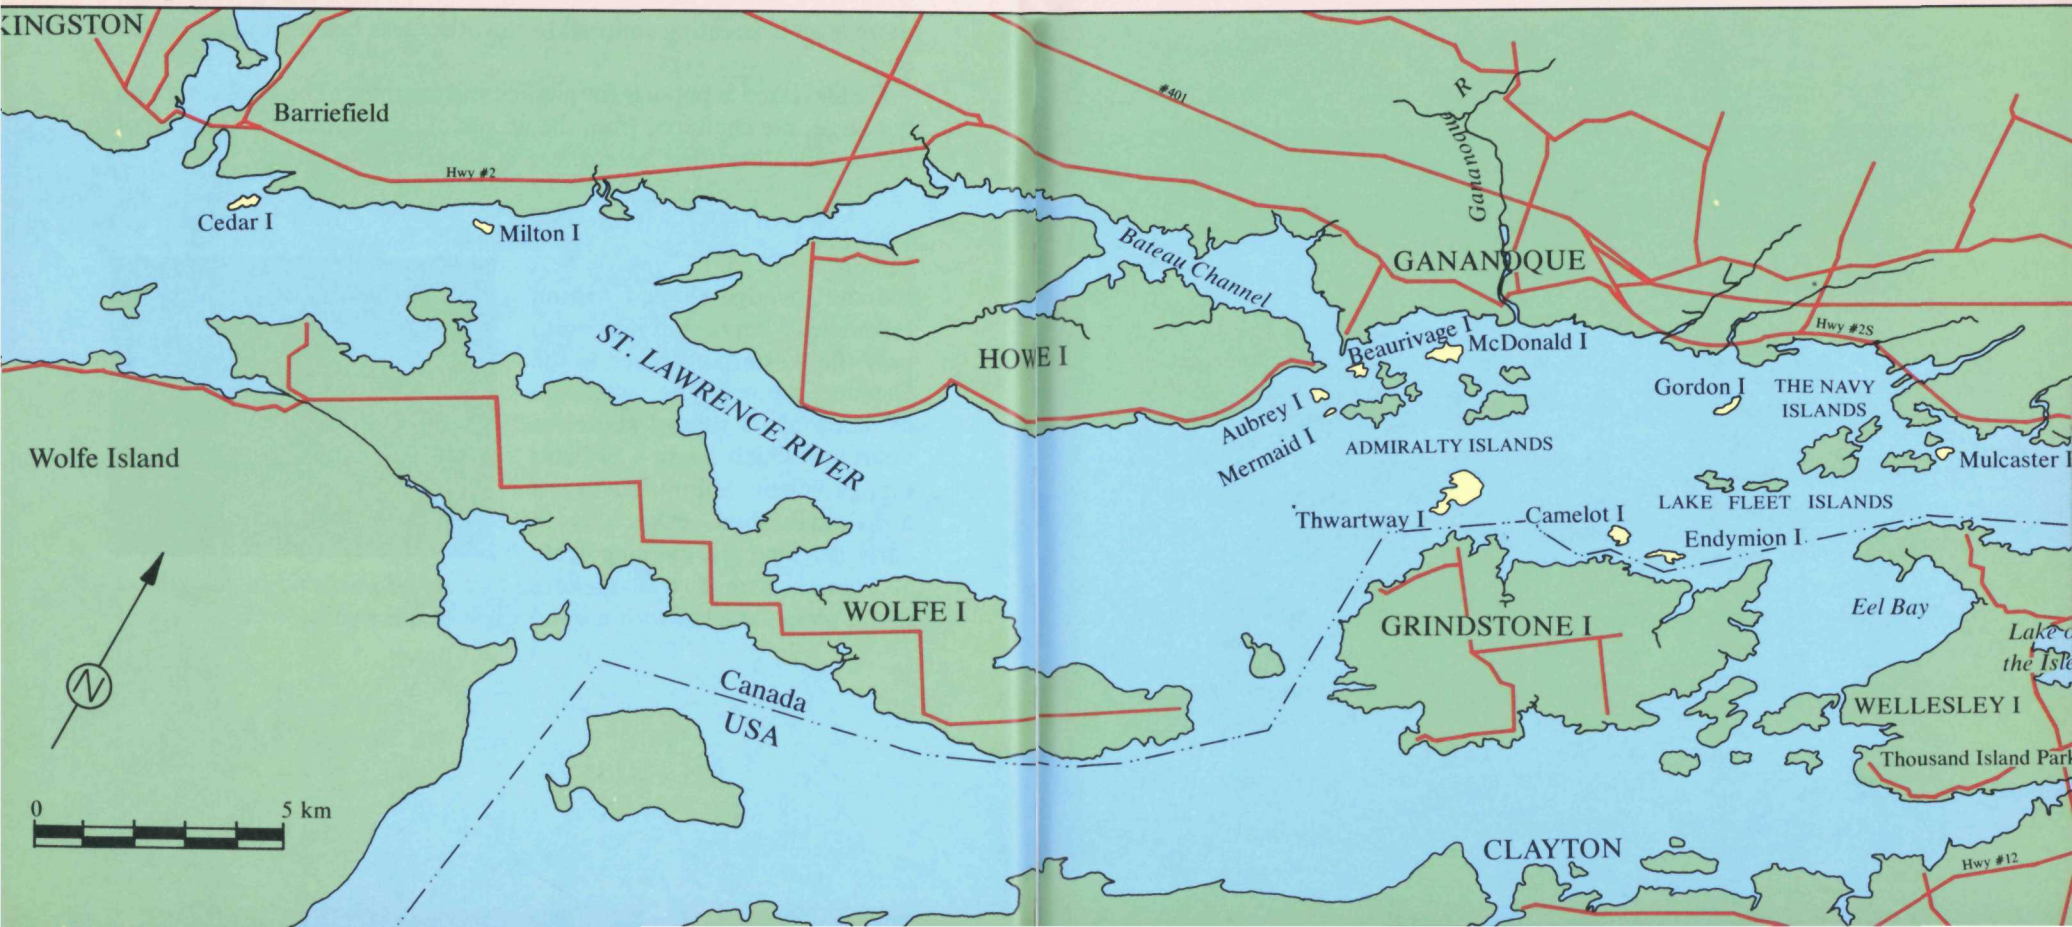 KINGSTON
Barriefield
Hwy #2
Cedar I
Milton I
#401
Gananoque R
GANANOQUE
Bateau Channel
HOWE I
ST. LAWRENCE RIVER
Beaurivage I
McDonald I
Hwy #2S
Gordon I
THE NAVY
ISLANDS
Aubrey I
Mermaid I
ADMIRALTY ISLANDS
Mulcaster I
Wolfe Island
LAKE FLEET ISLANDS
Thwartway I
Camelot I
Endymion I
WOLFE I
GRINDSTONE I
Eel Bay
Lake o
the Isle
WELLESLEY I
Thousand Island Park
N
Canada
USA
0
5 km
CLAYTON
Hwy #12